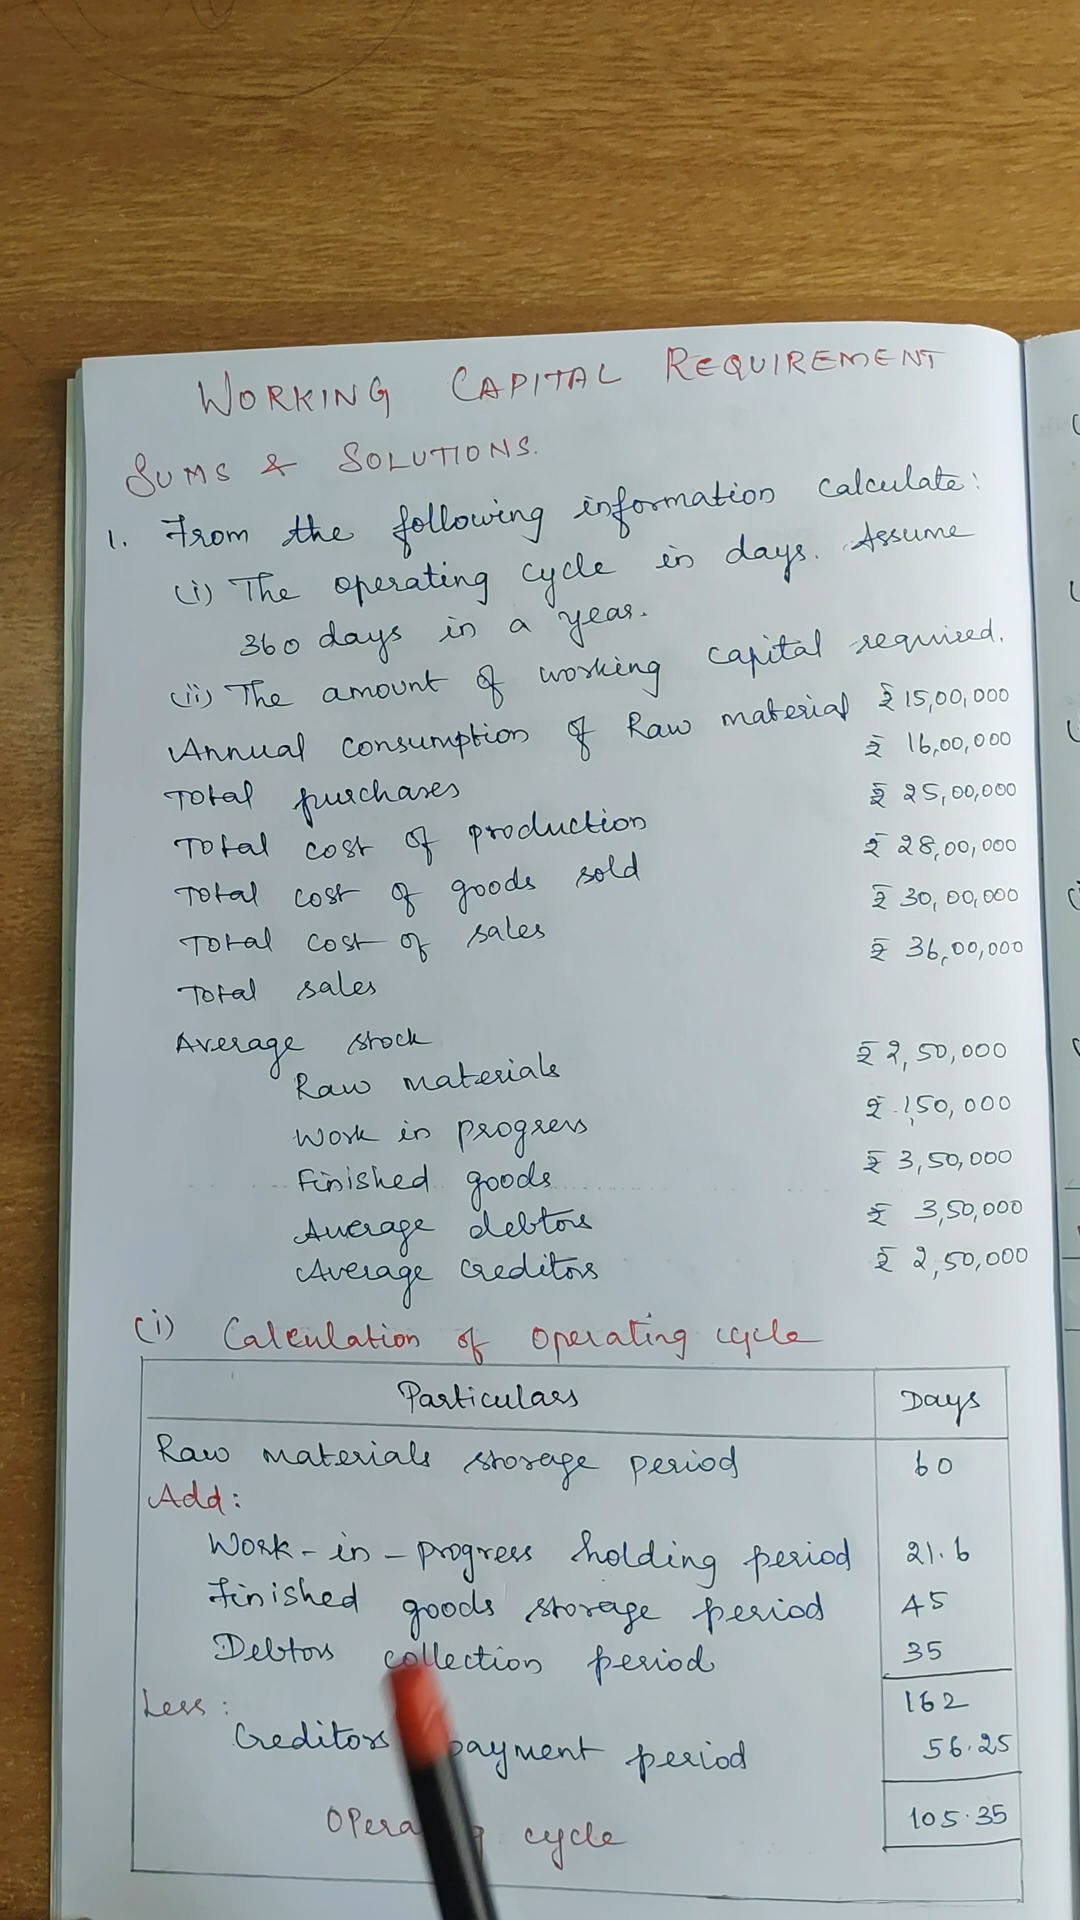 WORKING CAPITAL REQUIREMENT
SUMS & SOLUTIONS.
1. From the following information calculate:
(i) The operating cycle in days. Assume
360 days in a year.
(ii) The amount of working capital required.
Annual consumption of Raw material ₹ 15,00,000
Total purchases ₹ 16,00,000
Total cost of production ₹ 25,00,000
Total cost of goods sold ₹ 28,00,000
Total cost of sales ₹ 30,00,000
Total sales ₹ 36,00,000
Average stock
Raw materials ₹ 2,50,000
Work in progress ₹ 1,50,000
Finished goods ₹ 3,50,000
Average debtors ₹ 3,50,000
Average creditors ₹ 2,50,000
(i) Calculation of operating cycle
Particulars Days
Raw materials storage period 60
Add:
Work-in-progress holding period 21.6
Finished goods storage period 45
Debtors collection period 35
162
Less:
Creditors payment period 56.25
cycle 105.35